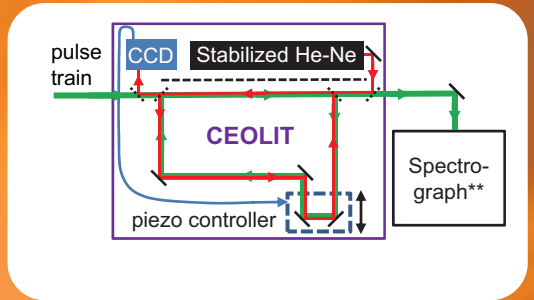 pulse
train
CCD
Stabilized He-Ne
CEOLIT
Spectro-
graph**
piezo controller